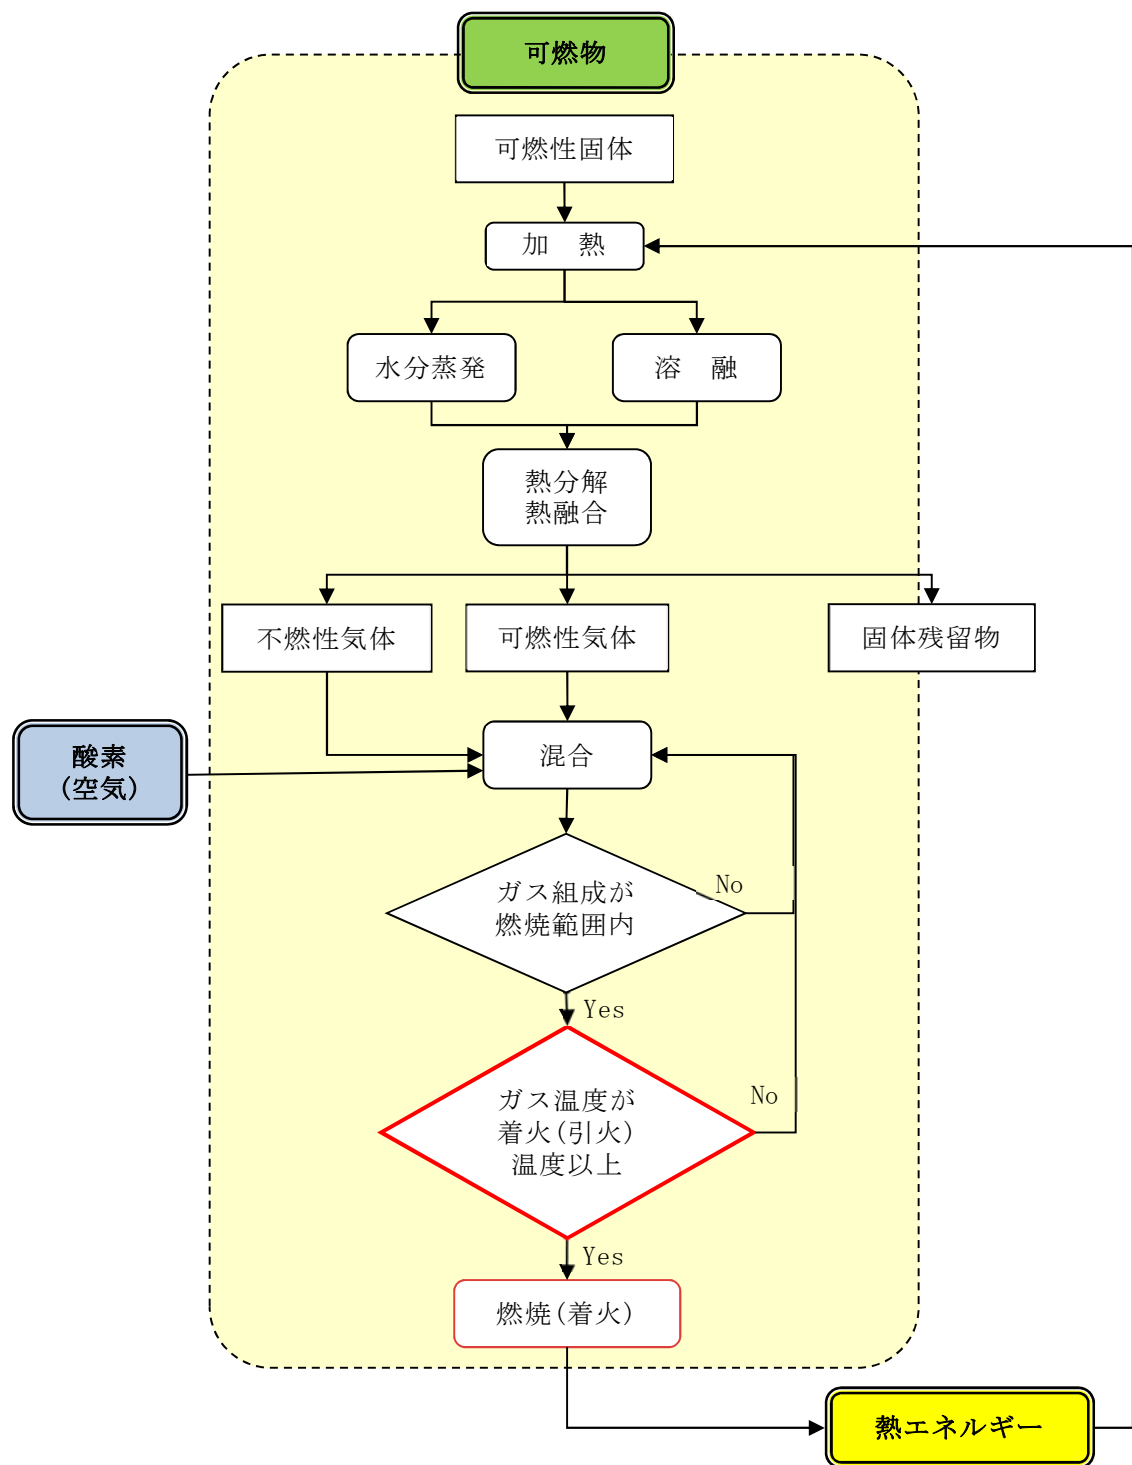 可燃物
可燃性固体
加　熱
水分蒸発
溶　融
熱分解
熱融合
不燃性気体
可燃性気体
固体残留物
酸素
(空気)
混合
ガス組成が
燃焼範囲内
No
Yes
ガス温度が
着火(引火)
温度以上
No
Yes
燃焼(着火)
熱エネルギー